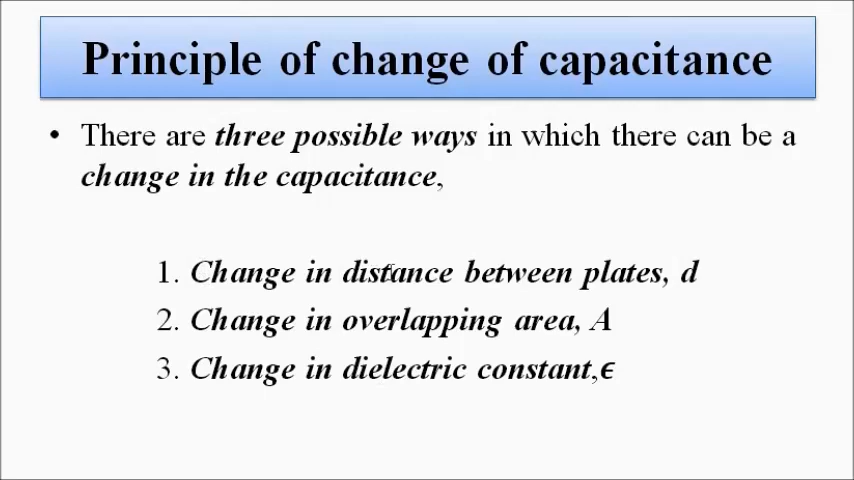 Principle of change of capacitance
• There are three possible ways in which there can be a
change in the capacitance,
1. Change in distance between plates, d
2. Change in overlapping area, A
3. Change in dielectric constant,ϵ